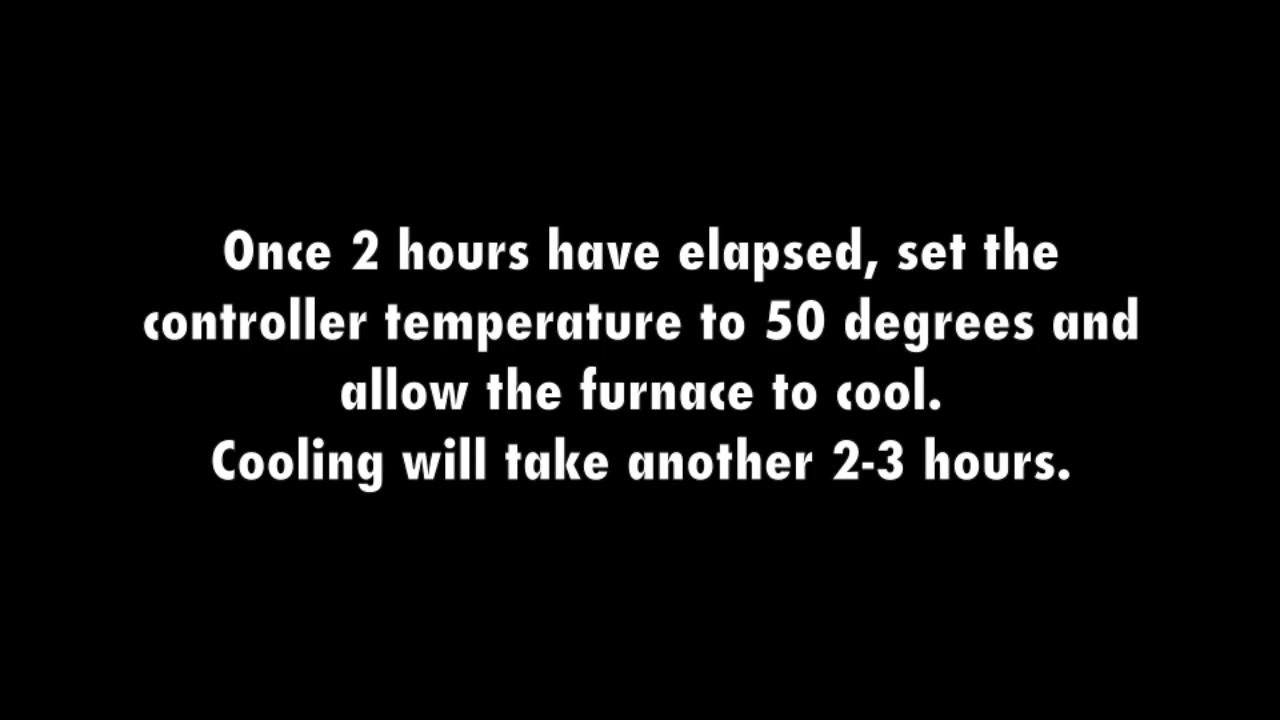 Once 2 hours have elapsed, set the
controller temperature to 50 degrees and
allow the furnace to cool.
Cooling will take another 2-3 hours.